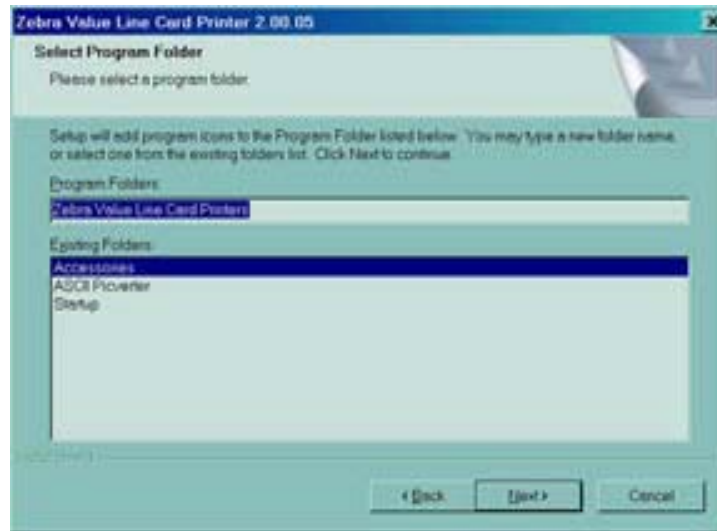 Zebra Value Line Card Printer 2.00.05
Select Program Folder
Please select a program folder.
Setup will add program icons to the Program Folder listed below. You may type a new folder name, or select one from the existing folders list. Click Next to continue.
Program Folders:
Zebra Value Line Card Printers
Existing Folders:
Accessories
ASCII Picverter
Startup
< Back
Next >
Cancel